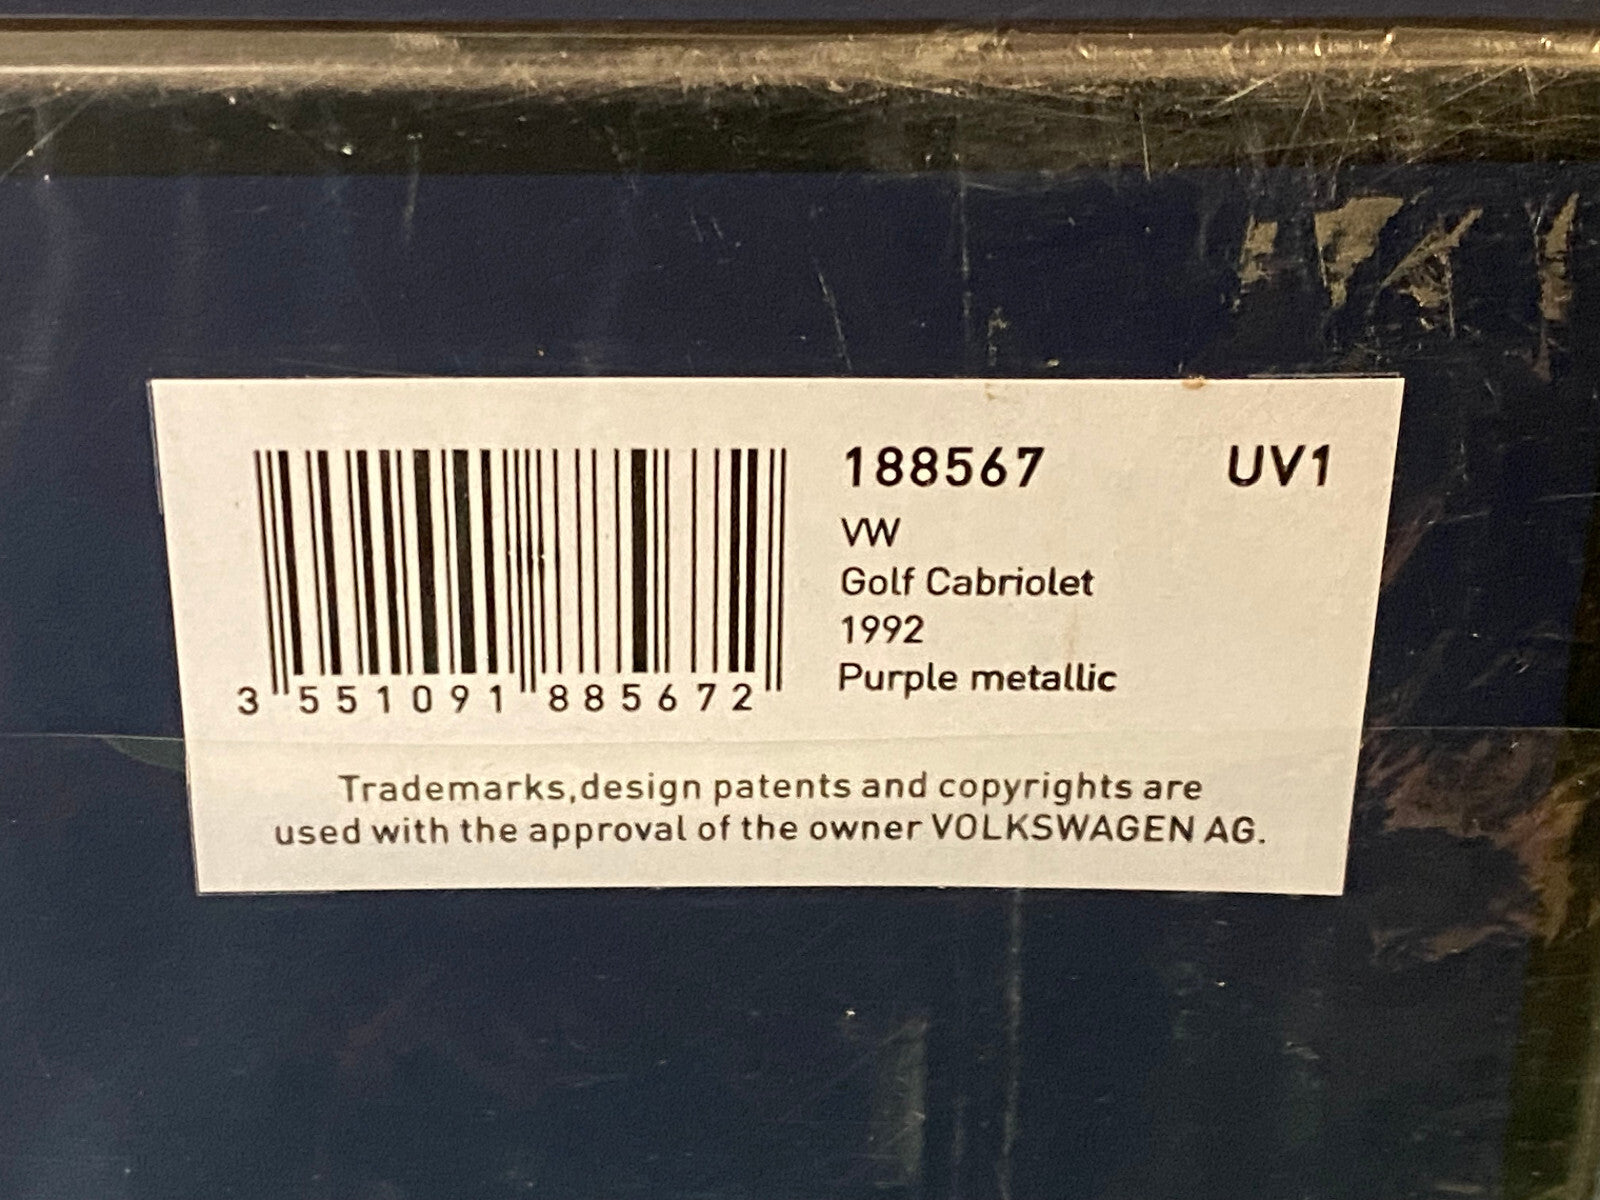 188567 UV1
VW
Golf Cabriolet
1992
Purple metallic
3 551091 885672
Trademarks,design patents and copyrights are
used with the approval of the owner VOLKSWAGEN AG.